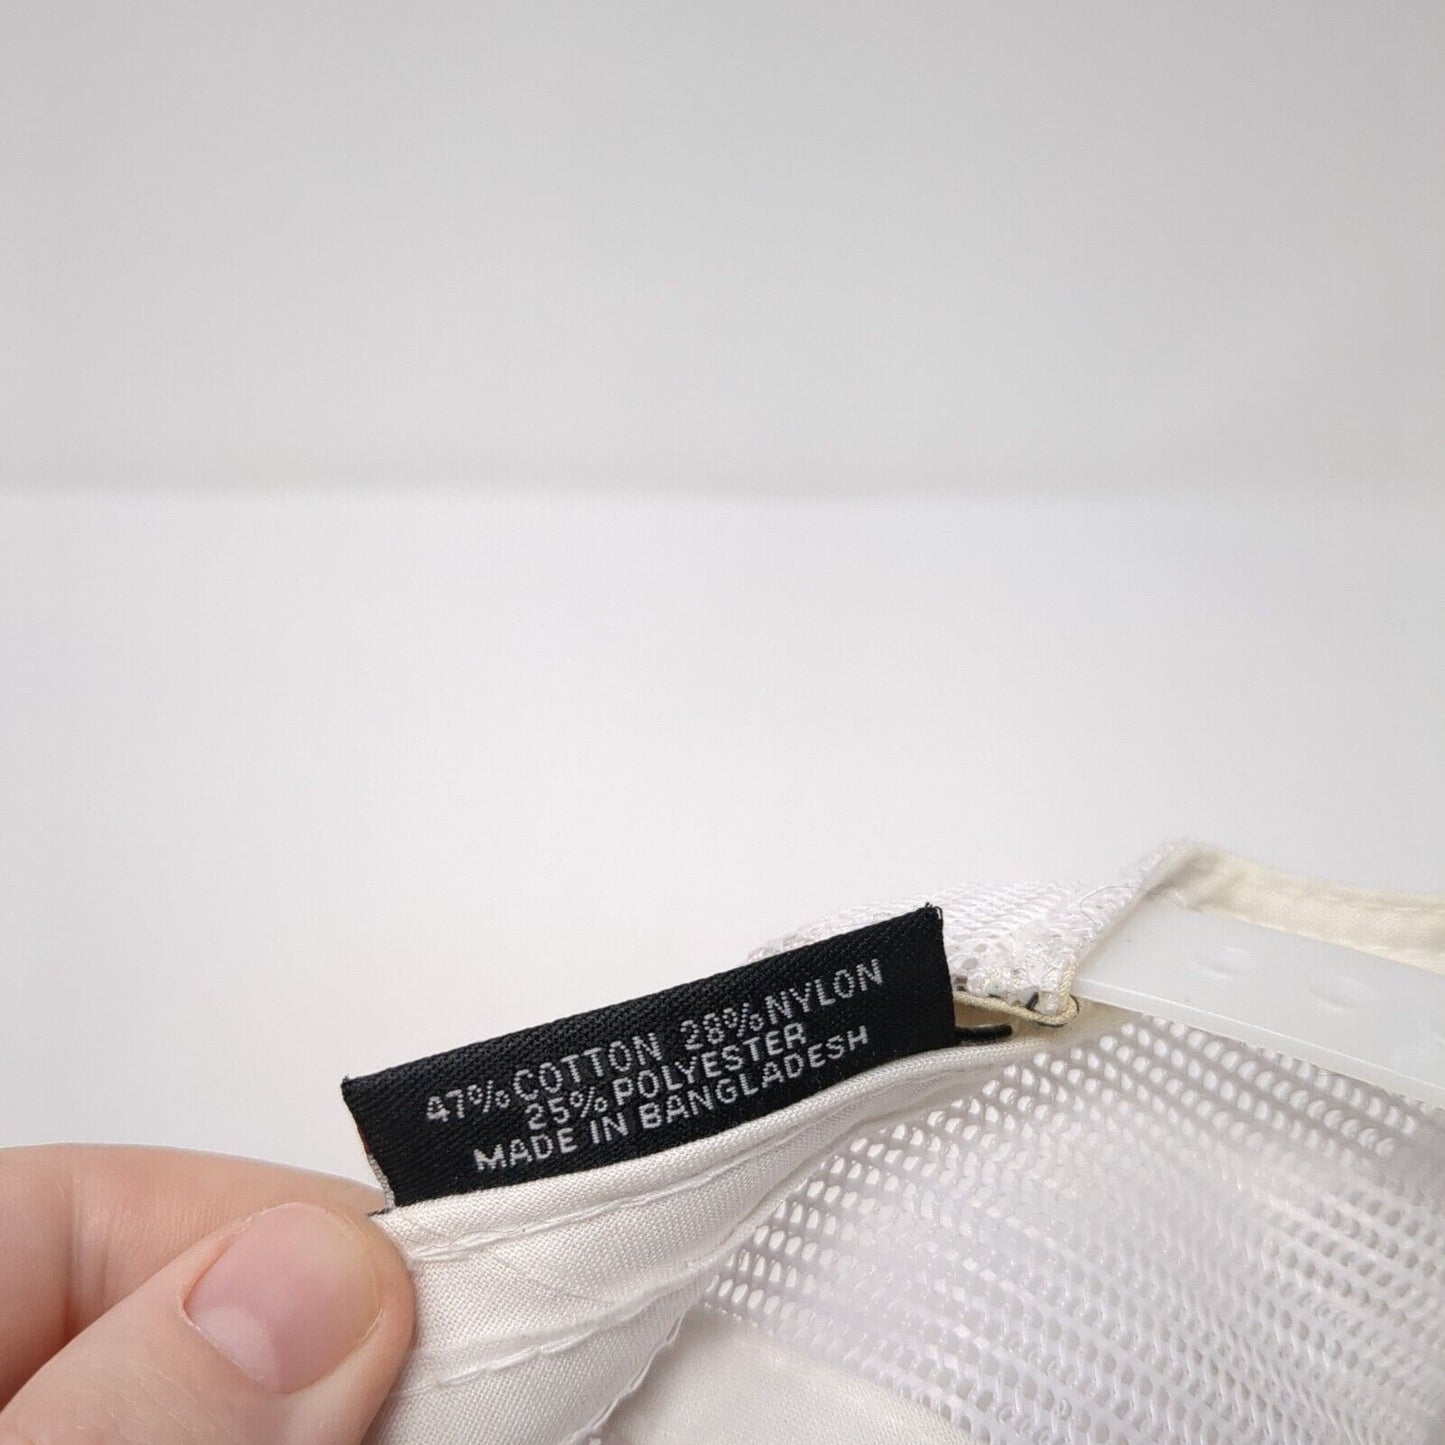 47% COTTON 28% NYLON
25% POLYESTER
MADE IN BANGLADESH